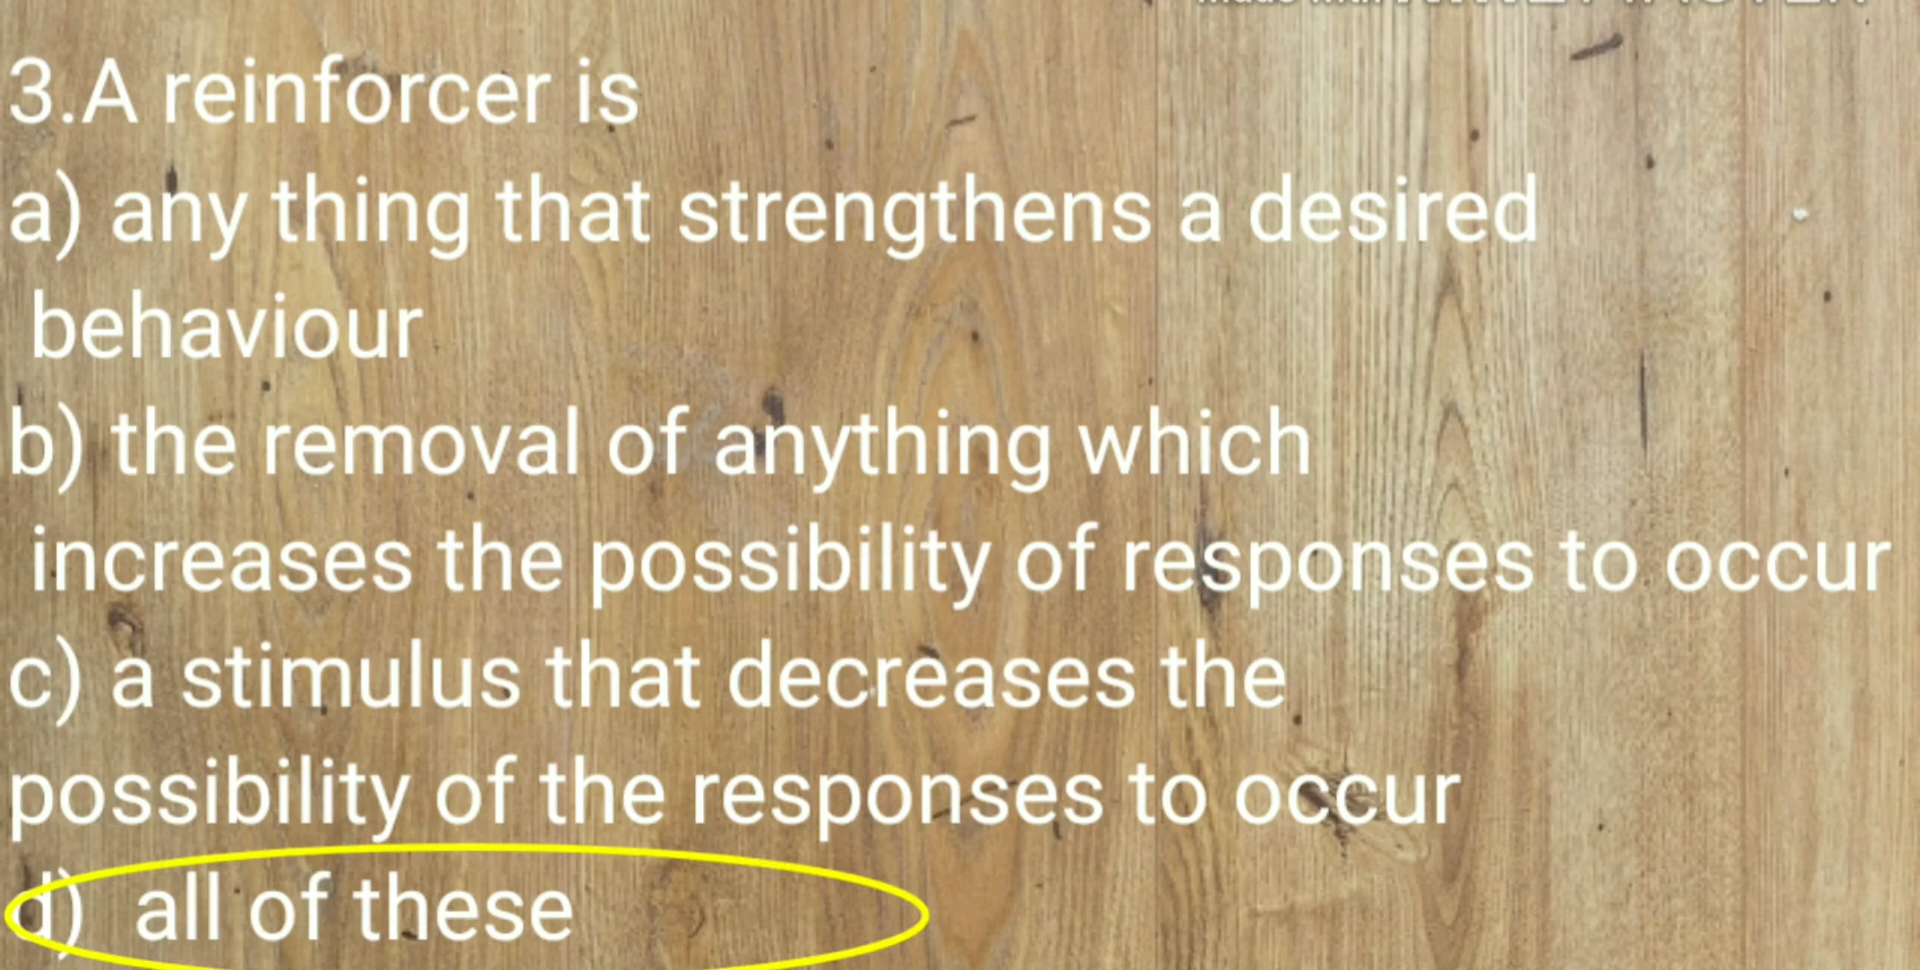 3.A reinforcer is
a) any thing that strengthens a desired
behaviour
b) the removal of anything which
increases the possibility of responses to occur
c) a stimulus that decreases the
possibility of the responses to occur
d) all of these